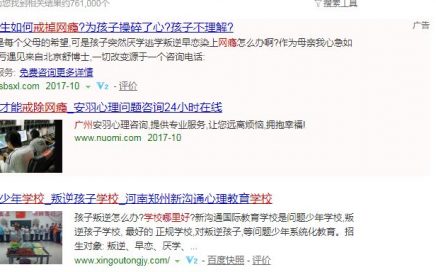 您找到相关结果约761,000个
搜索工具
生如何戒掉网瘾?为孩子操碎了心?孩子不理解?
广告
是每个父母的希望,可是孩子突然厌学逃学叛逆早恋染上网瘾怎么办啊?作为母亲我心急如
亏遇见来自北京舒博士,一切改变源于一个咨询电话:
服务: 免费咨询更多详情
sbsxl.com 2017-10 V2 - 评价
才能戒除网瘾_安羽心理问题咨询24小时在线
广州安羽心理咨询,提供专业服务,让您远离烦恼,拥抱幸福!
www.nuomi.com 2017-10
少年学校_叛逆孩子学校_河南郑州新沟通心理教育学校
孩子叛逆怎么办?学校哪里好?新沟通国际教育学校是问题少年学校,叛
逆孩子学校, 最好的 正规学校,对叛逆孩子,等问题少年系统化教育。招
生对象: 叛逆、早恋、厌学、...
www.xingoutongjy.com/ V2 - 百度快照 - 评价